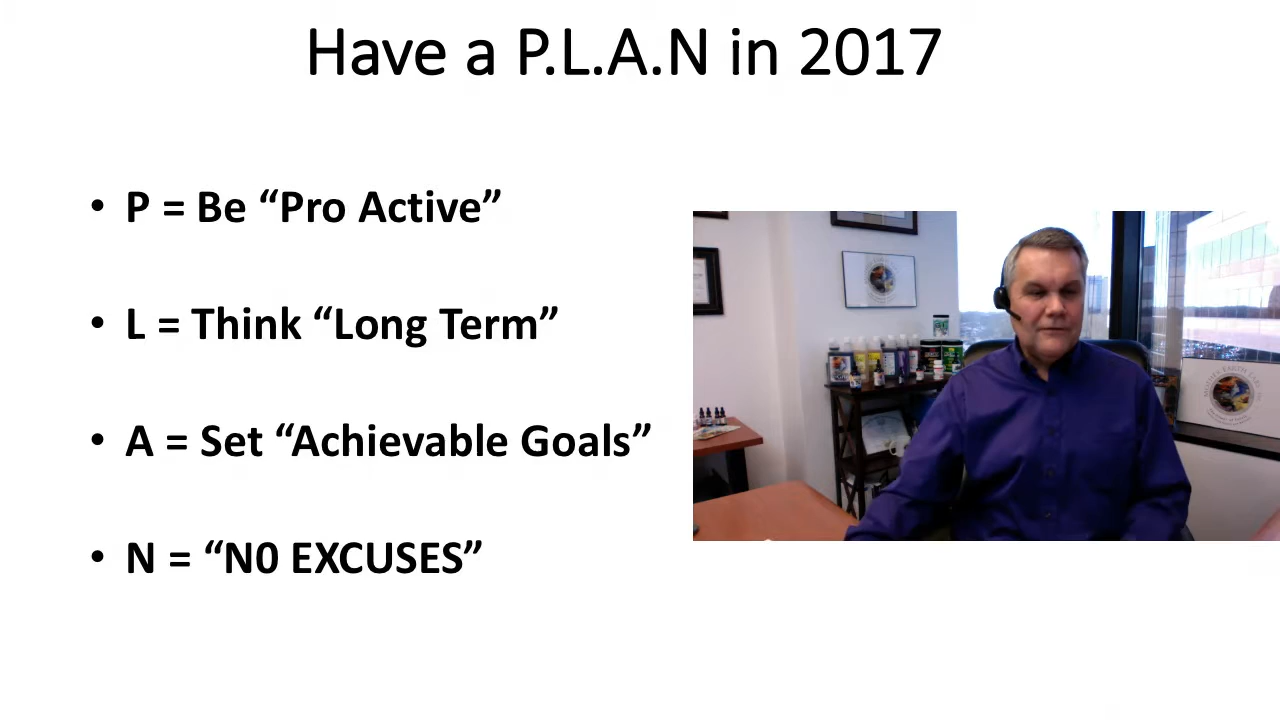 Have a P.L.A.N in 2017
• P = Be “Pro Active”
• L = Think “Long Term”
• A = Set “Achievable Goals”
• N = “N0 EXCUSES”